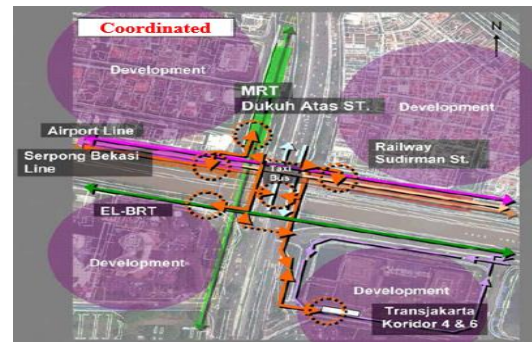 Coordinated
N
Development
MRT
Dukuh Atas ST.
Development
Airport Line
Serpong Bekasi
Line
Railway
Sudirman St.
Taxi
Bus
EL-BRT
Development
Development
Transjakarta
Koridor 4 & 6